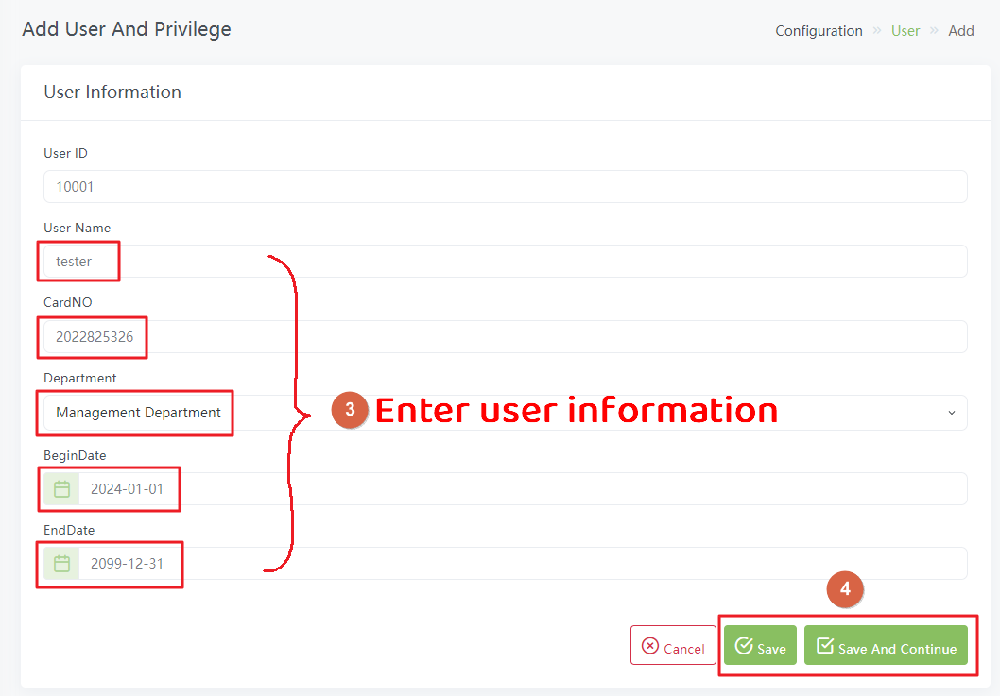 Add User And Privilege
Configuration » User » Add
User Information
User ID
10001
User Name
tester
CardNO
2022825326
Department
Management Department
3 Enter user information
BeginDate
2024-01-01
EndDate
2099-12-31
4
Cancel Save Save And Continue